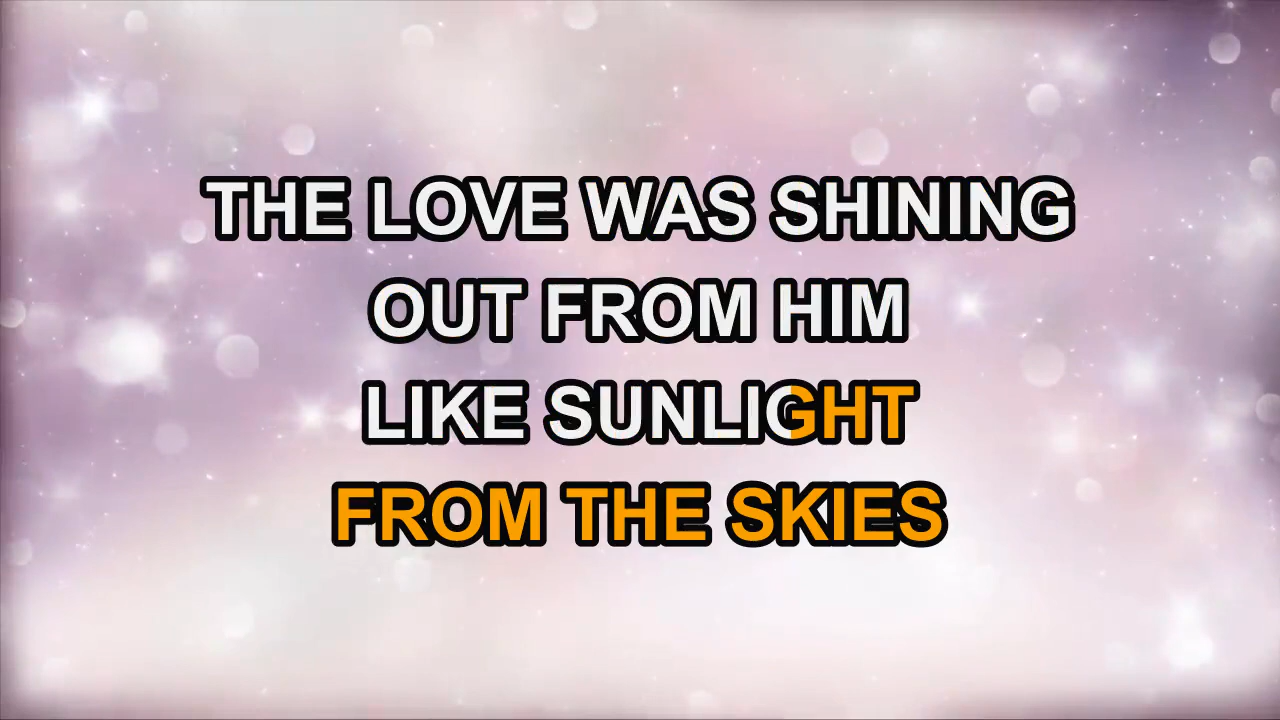 THE LOVE WAS SHINING
OUT FROM HIM
LIKE SUNLIGHT
FROM THE SKIES